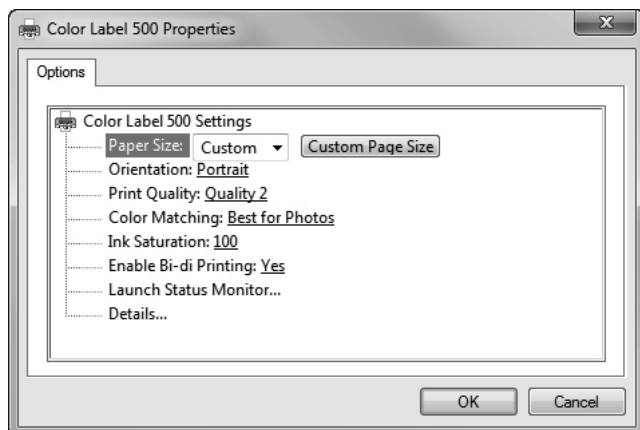 Color Label 500 Properties
Options
Color Label 500 Settings
Paper Size: Custom Custom Page Size
Orientation: Portrait
Print Quality: Quality 2
Color Matching: Best for Photos
Ink Saturation: 100
Enable Bi-di Printing: Yes
Launch Status Monitor...
Details...
OK Cancel